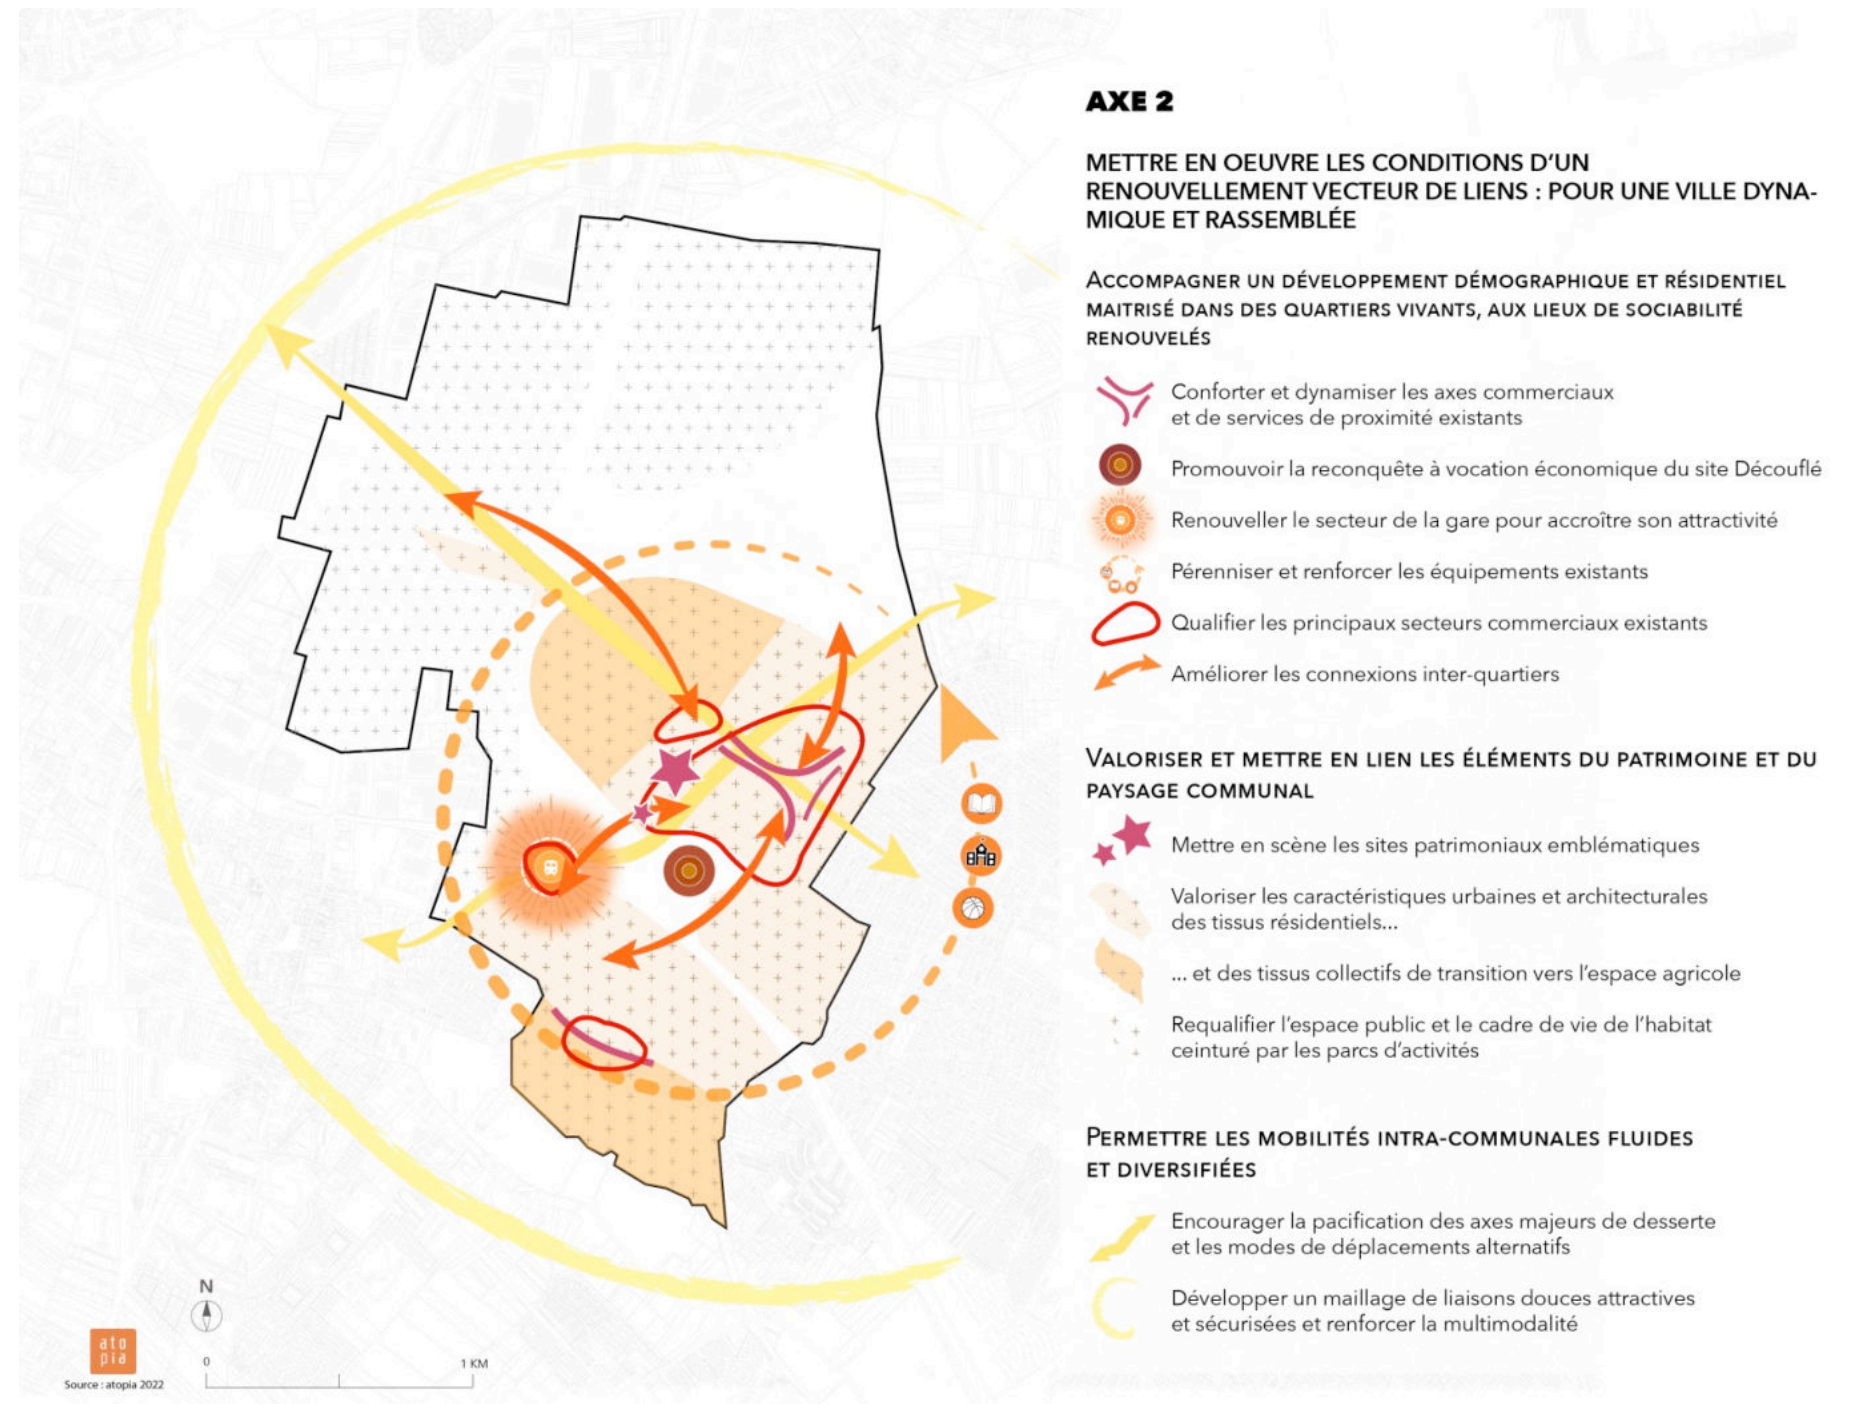 AXE 2
METTRE EN OEUVRE LES CONDITIONS D'UN
RENOUVELLEMENT VECTEUR DE LIENS : POUR UNE VILLE DYNA-
MIQUE ET RASSEMBLÉE
ACCOMPAGNER UN DÉVELOPPEMENT DÉMOGRAPHIQUE ET RÉSIDENTIEL
MAITRISÉ DANS DES QUARTIERS VIVANTS, AUX LIEUX DE SOCIABILITÉ
RENOUVELÉS
Conforter et dynamiser les axes commerciaux
et de services de proximité existants
Promouvoir la reconquête à vocation économique du site Découflé
Renouveller le secteur de la gare pour accroître son attractivité
Pérenniser et renforcer les équipements existants
Qualifier les principaux secteurs commerciaux existants
Améliorer les connexions inter-quartiers
VALORISER ET METTRE EN LIEN LES ÉLÉMENTS DU PATRIMOINE ET DU
PAYSAGE COMMUNAL
Mettre en scène les sites patrimoniaux emblématiques
Valoriser les caractéristiques urbaines et architecturales
des tissus résidentiels...
... et des tissus collectifs de transition vers l'espace agricole
Requalifier l'espace public et le cadre de vie de l'habitat
ceinturé par les parcs d'activités
PERMETTRE LES MOBILITÉS INTRA-COMMUNALES FLUIDES
ET DIVERSIFIÉES
Encourager la pacification des axes majeurs de desserte
et les modes de déplacements alternatifs
Développer un maillage de liaisons douces attractives
et sécurisées et renforcer la multimodalité
N
0
1 KM
ato
pia
Source : atopia 2022